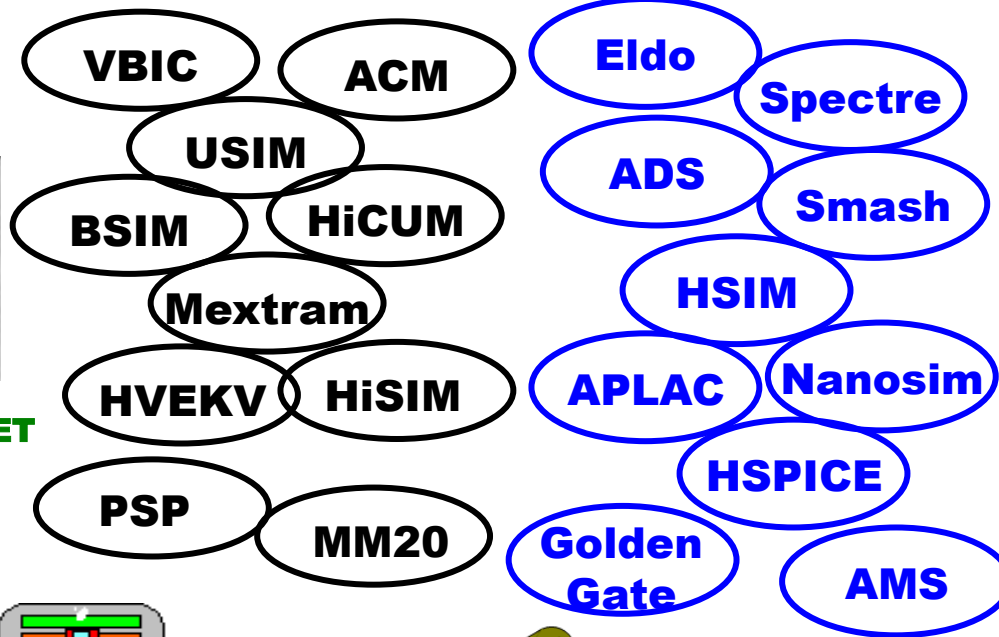 VBIC
ACM
USIM
BSIM
HiCUM
Mextram
HVEKV
HiSIM
ET
PSP
MM20
Eldo
Spectre
ADS
Smash
HSIM
APLAC
Nanosim
HSPICE
Golden
Gate
AMS